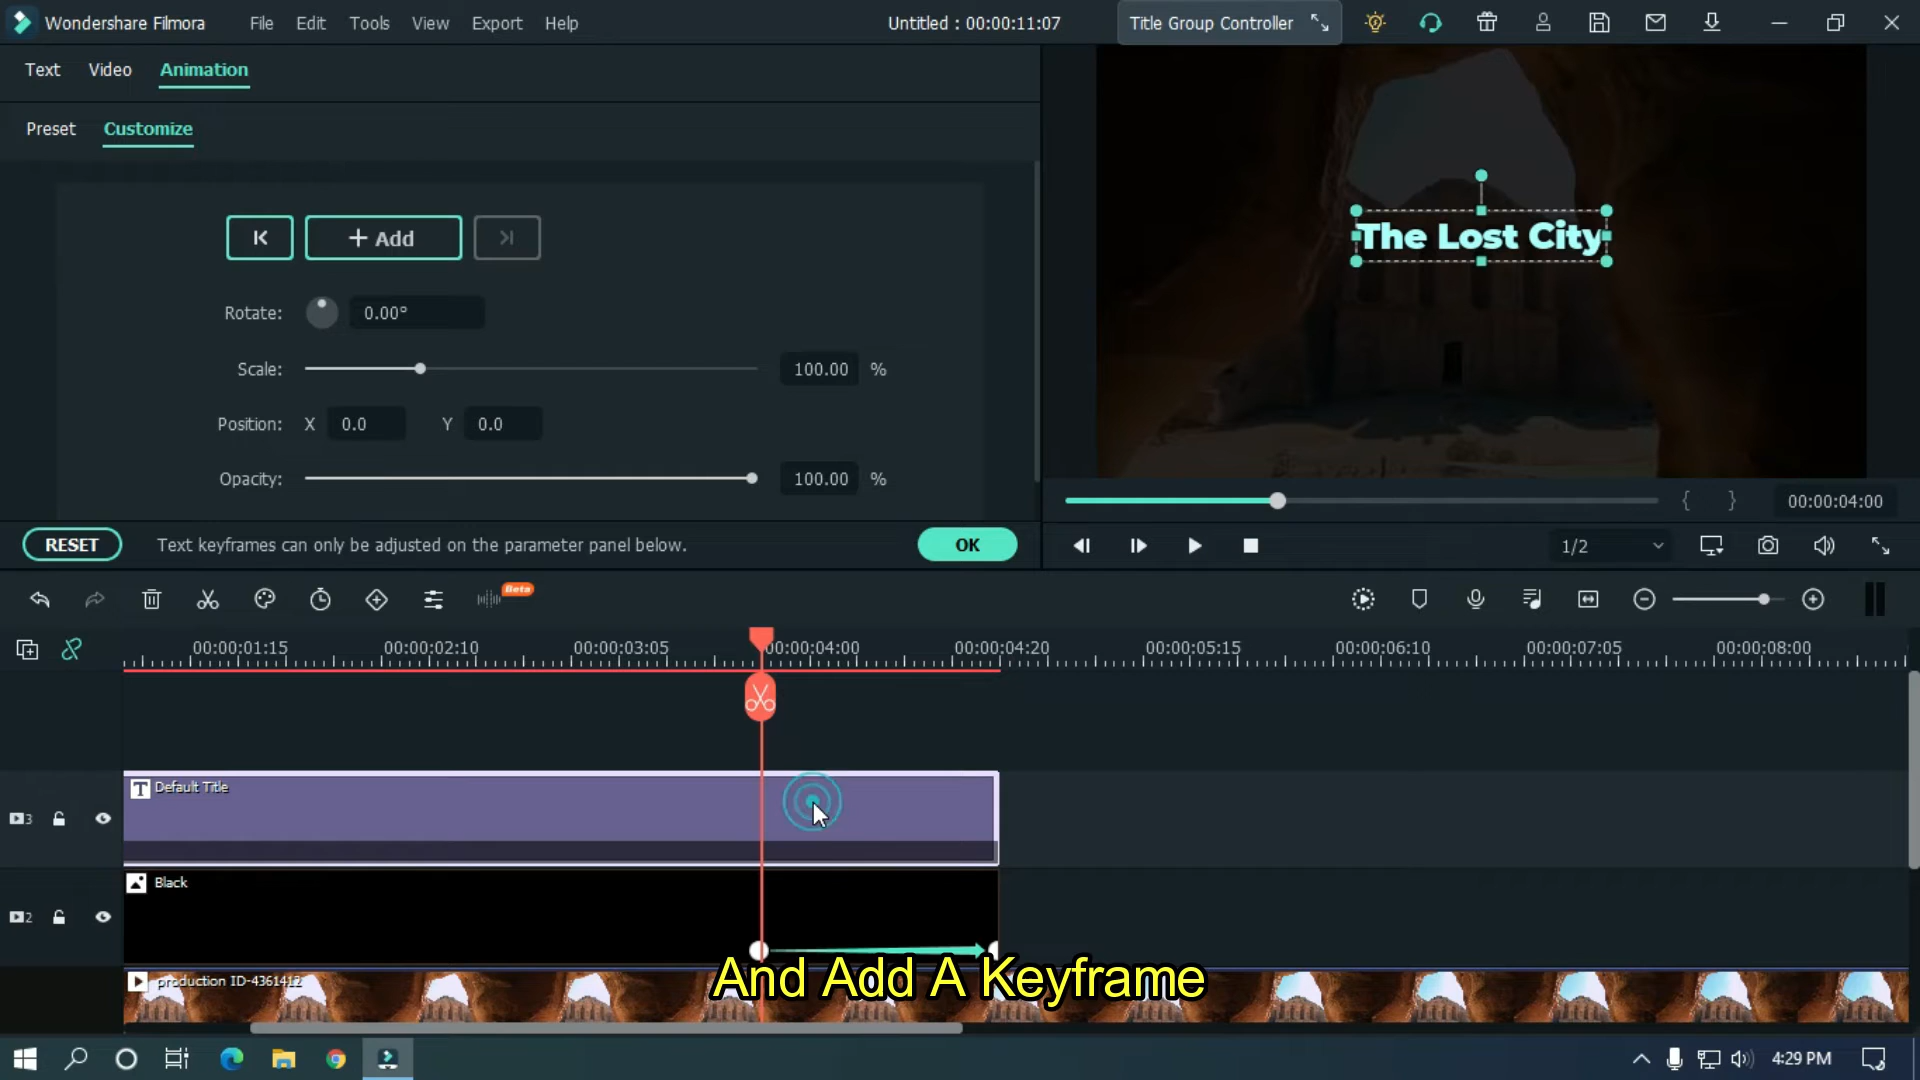 Wondershare Filmora File Edit Tools View Export Help Untitled : 00:00:11:07 Title Group Controller
Text Video Animation
Preset Customize
+ Add
Rotate: 0.00°
Scale: 100.00 %
Position: X 0.0 Y 0.0
Opacity: 100.00 %
The Lost City
{ } 00:00:04:00
RESET Text keyframes can only be adjusted on the parameter panel below. OK
1/2
Beta
00:00:01:15 00:00:02:10 00:00:03:05 00:00:04:00 00:00:04:20 00:00:05:15 00:00:06:10 00:00:07:05 00:00:08:00
T Default Title
3
Black
2
And Add A Keyframe
production ID-4361412
4:29 PM